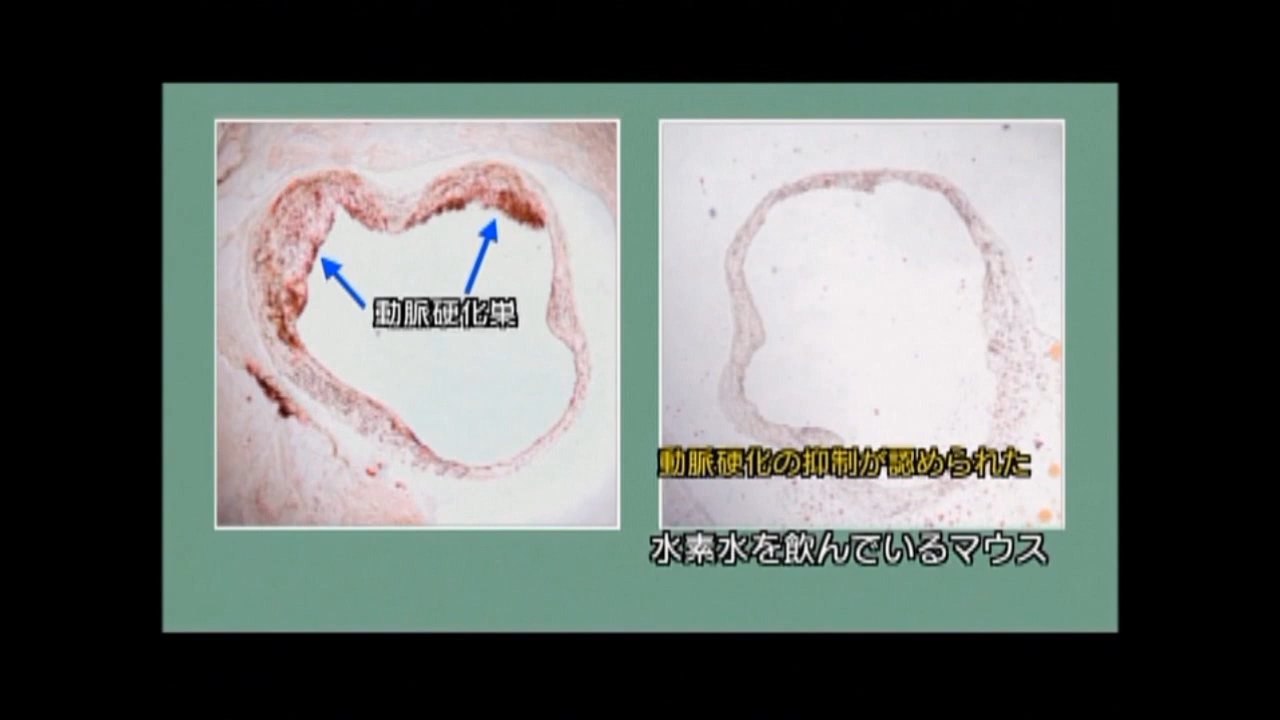 動脈硬化巣
動脈硬化の抑制が認められた
水素水を飲んでいるマウス